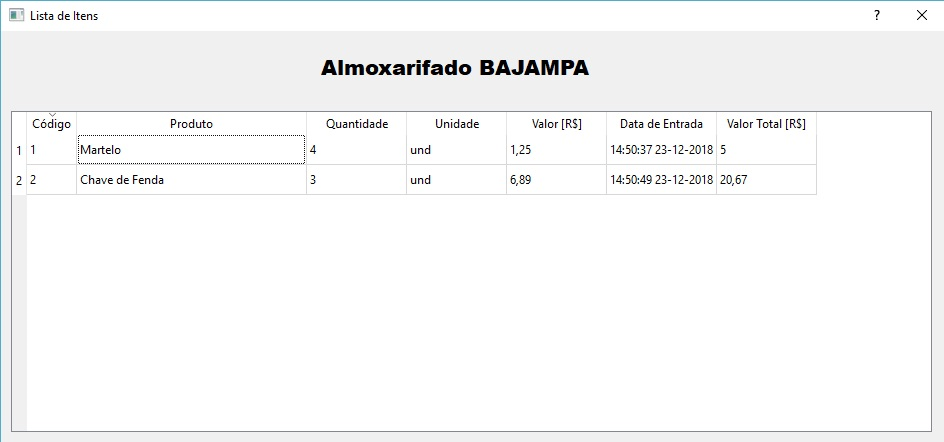 Lista de Itens ?
Almoxarifado BAJAMPA
Código Produto Quantidade Unidade Valor [R$] Data de Entrada Valor Total [R$]
1 1 Martelo 4 und 1,25 14:50:37 23-12-2018 5
2 2 Chave de Fenda 3 und 6,89 14:50:49 23-12-2018 20,67